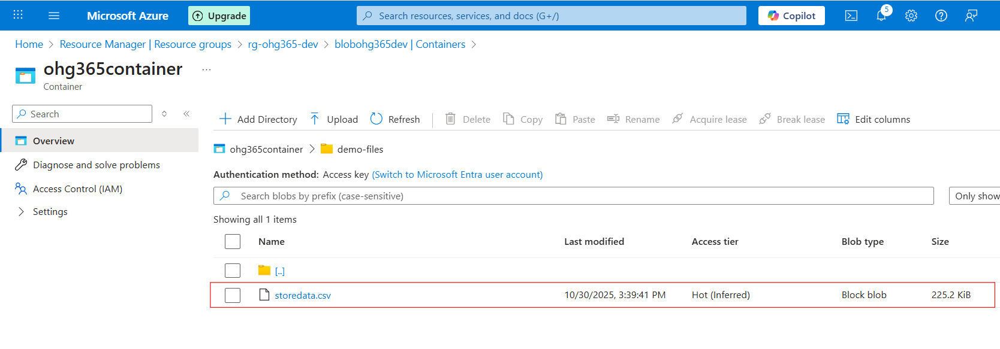 Microsoft Azure Upgrade Search resources, services, and docs (G+/) Copilot 5
Home > Resource Manager | Resource groups > rg-ohg365-dev > blobohg365dev | Containers >
ohg365container ...
Container
Search
Add Directory Upload Refresh Delete Copy Paste Rename Acquire lease Break lease Edit columns
Overview
Diagnose and solve problems
Access Control (IAM)
Settings
ohg365container > demo-files
Authentication method: Access key (Switch to Microsoft Entra user account)
Search blobs by prefix (case-sensitive) Only show
Showing all 1 items
Name Last modified Access tier Blob type Size
[..]
storedata.csv 10/30/2025, 3:39:41 PM Hot (Inferred) Block blob 225.2 KiB